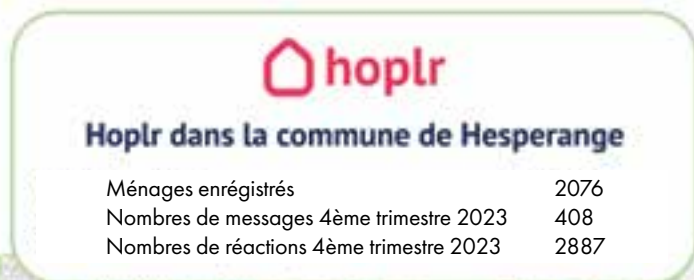 hoplr
Hoplr dans la commune de Hesperange
Ménages enrégistrés 2076
Nombres de messages 4ème trimestre 2023 408
Nombres de réactions 4ème trimestre 2023 2887